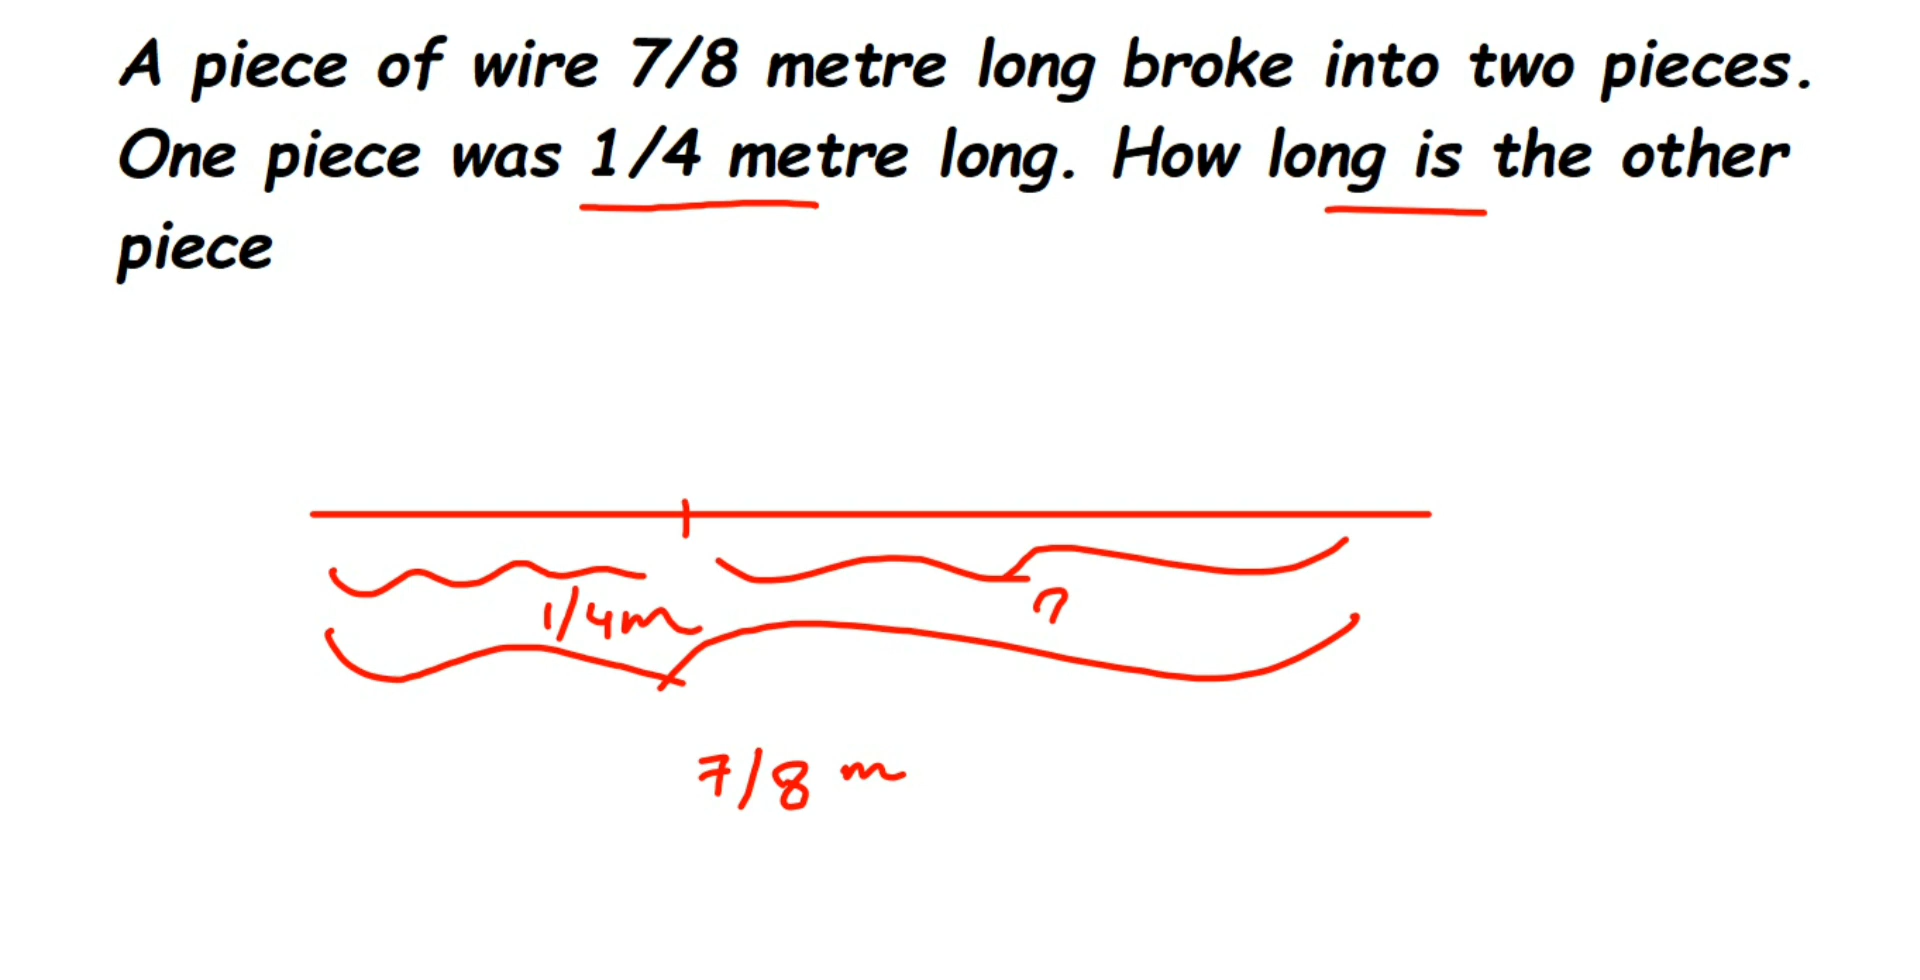 A piece of wire 7/8 metre long broke into two pieces.
One piece was 1/4 metre long. How long is the other
piece
1/4m
?
7/8 m